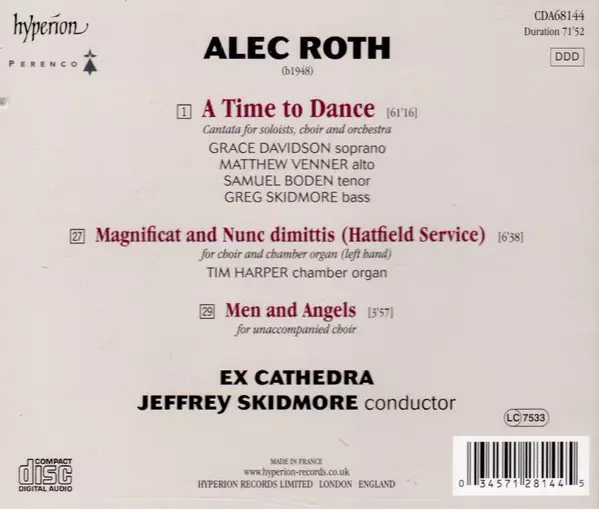 hyperion
PERENCO
CDA68144
Duration 71'52
DDD
ALEC ROTH
(b1948)
1 A Time to Dance [61'16]
Cantata for soloists, choir and orchestra
GRACE DAVIDSON soprano
MATTHEW VENNER alto
SAMUEL BODEN tenor
GREG SKIDMORE bass
27 Magnificat and Nunc dimittis (Hatfield Service) [6'38]
for choir and chamber organ (left hand)
TIM HARPER chamber organ
29 Men and Angels [3'57]
for unaccompanied choir
EX CATHEDRA
JEFFREY SKIDMORE conductor
LC 7533
COMPACT
disc
DIGITAL AUDIO
MADE IN FRANCE
www.hyperion-records.co.uk
HYPERION RECORDS LIMITED LONDON ENGLAND
0 34571 28144 5